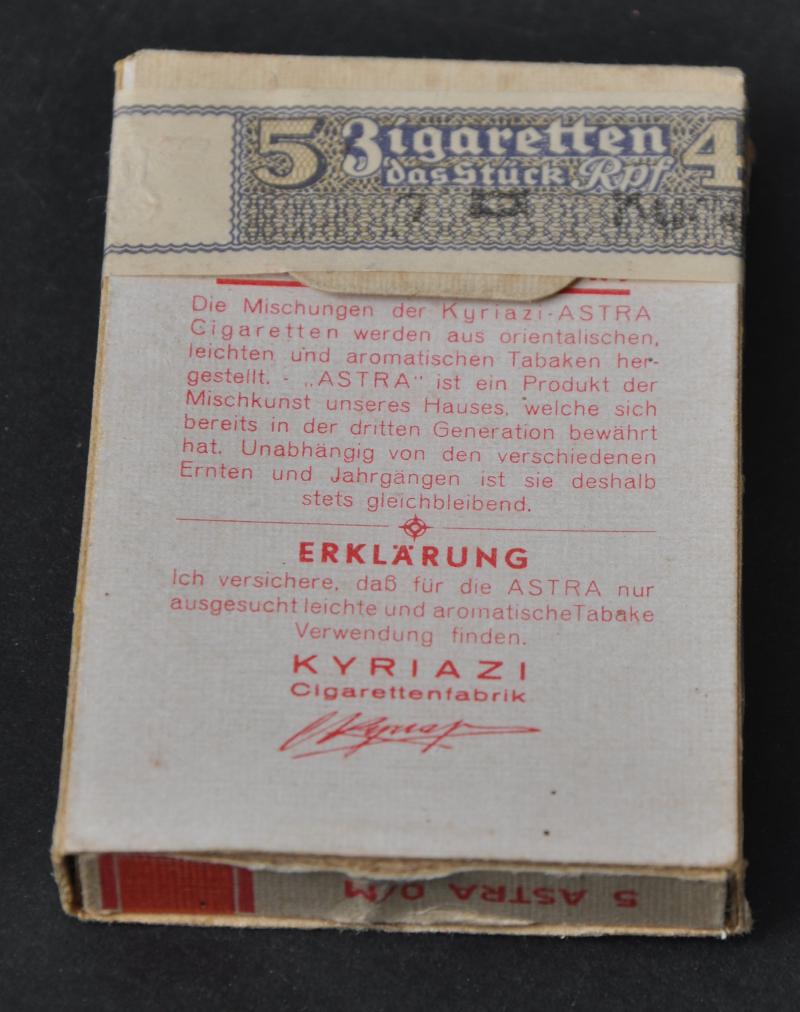 5 Zigaretten 4
das Stück Rpf
Die Mischungen der Kyriazi-ASTRA
Cigaretten werden aus orientalischen,
leichten und aromatischen Tabaken her-
gestellt. - „ASTRA" ist ein Produkt der
Mischkunst unseres Hauses, welche sich
bereits in der dritten Generation bewährt
hat. Unabhängig von den verschiedenen
Ernten und Jahrgängen ist sie deshalb
stets gleichbleibend.
ERKLÄRUNG
Ich versichere, daß für die ASTRA nur
ausgesucht leichte und aromatische Tabake
Verwendung finden.
KYRIAZI
Cigarettenfabrik
5 ASTRA O/M